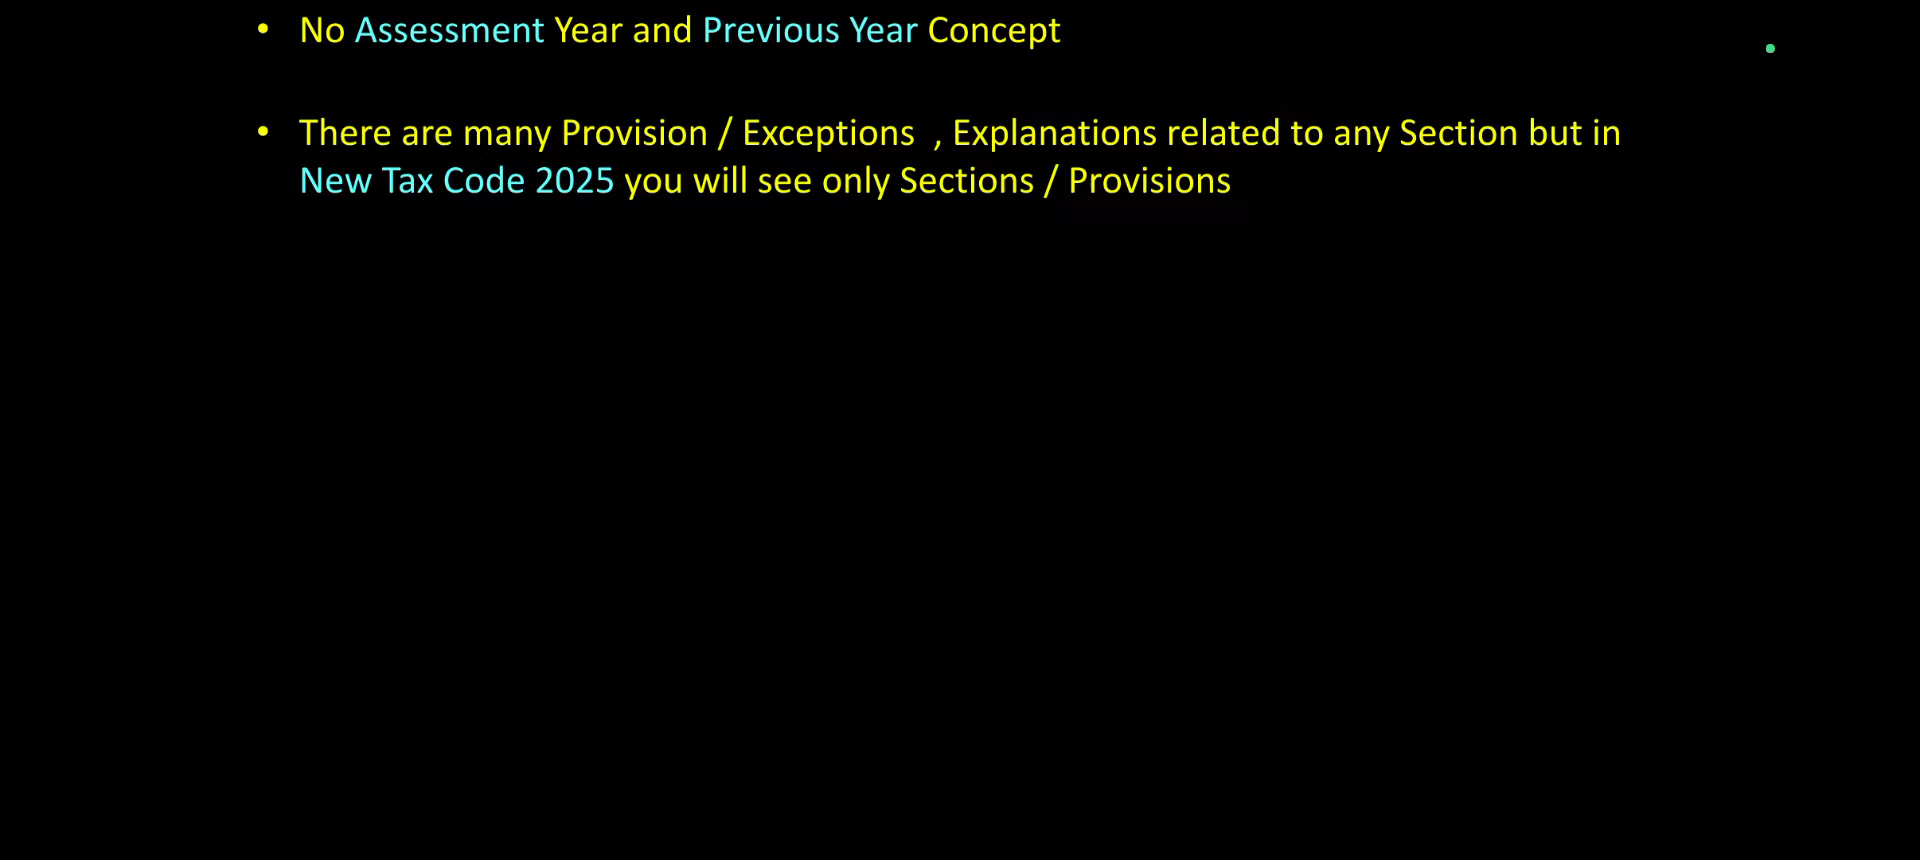 • No Assessment Year and Previous Year Concept
• There are many Provision / Exceptions , Explanations related to any Section but in
New Tax Code 2025 you will see only Sections / Provisions